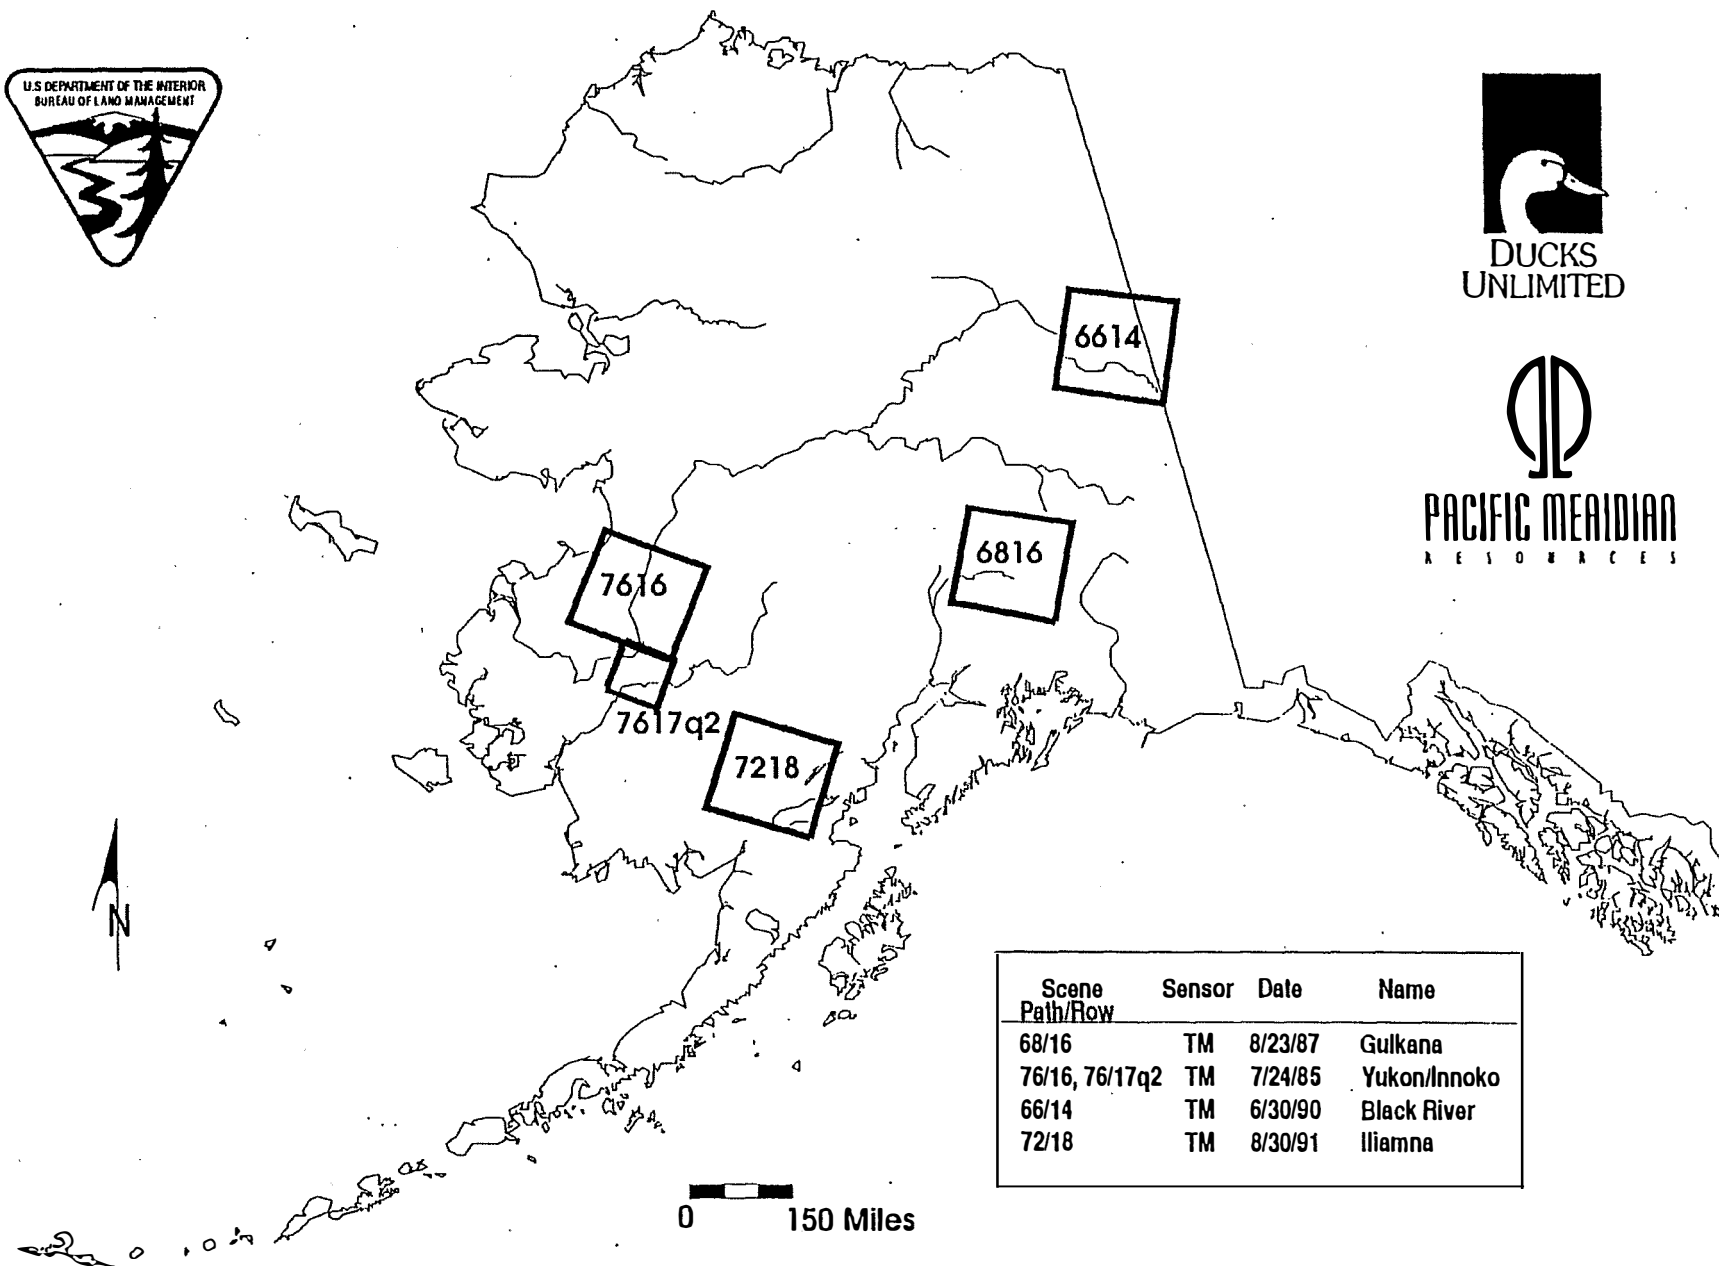 U.S DEPARTMENT OF THE INTERIOR
BUREAU OF LAND MANAGEMENT
DUCKS
UNLIMITED
6614
PACIFIC MERIDIAN
RESOURCES
6816
7616
7617q2
7218
N
Scene Path/Row Sensor Date Name
68/16 TM 8/23/87 Gulkana
76/16, 76/17q2 TM 7/24/85 Yukon/Innoko
66/14 TM 6/30/90 Black River
72/18 TM 8/30/91 Iliamna
0 150 Miles